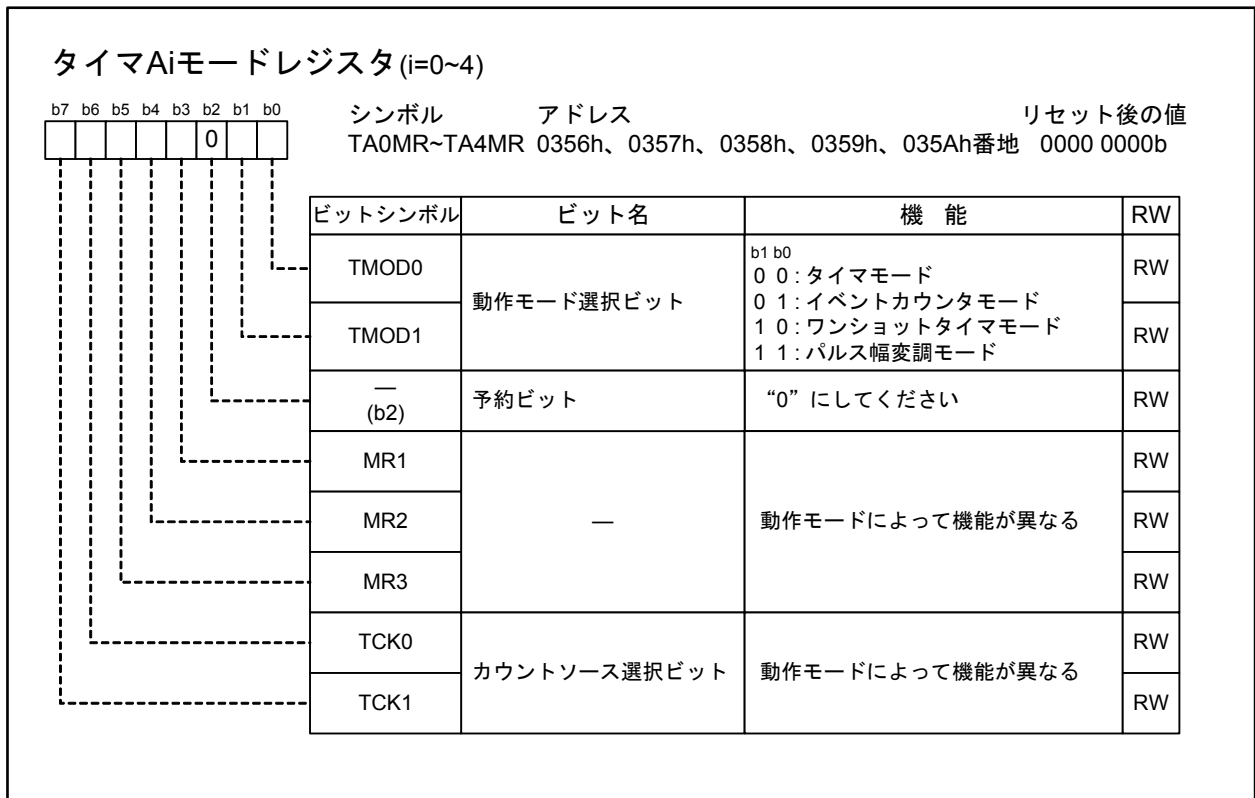 タイマAiモードレジスタ(i=0~4)
b7 b6 b5 b4 b3 b2 b1 b0
0
シンボル アドレス リセット後の値
TA0MR~TA4MR 0356h、0357h、0358h、0359h、035Ah番地 0000 0000b
ビットシンボル ビット名 機 能 RW
TMOD0
TMOD1
動作モード選択ビット
b1 b0
0 0 : タイマモード
0 1 : イベントカウンタモード
1 0 : ワンショットタイマモード
1 1 : パルス幅変調モード
RW
RW
—
(b2)
予約ビット
“0”にしてください
RW
MR1
MR2
MR3
—
動作モードによって機能が異なる
RW
RW
RW
TCK0
TCK1
カウントソース選択ビット
動作モードによって機能が異なる
RW
RW